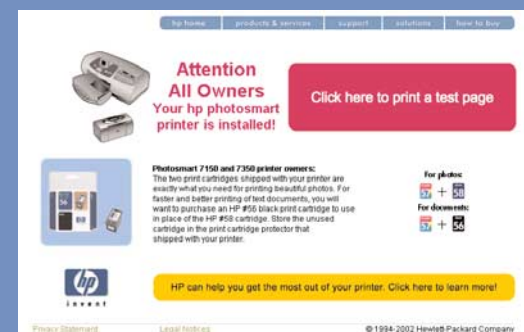 hp home products & services support solutions how to buy
Attention
All Owners
Your hp photosmart
printer is installed!
Click here to print a test page
Photosmart 7150 and 7350 printer owners:
The two print cartridges shipped with your printer are
exactly what you need for printing beautiful photos. For
faster and better printing of text documents, you will
want to purchase an HP #56 black print cartridge to use
in place of the HP #58 cartridge. Store the unused
cartridge in the print cartridge protector that
shipped with your printer.
For photos:
57 + 58
For documents:
57 + 56
56
hp
invent
HP can help you get the most out of your printer. Click here to learn more!
Privacy Statement Legal Notices © 1994-2002 Hewlett-Packard Company